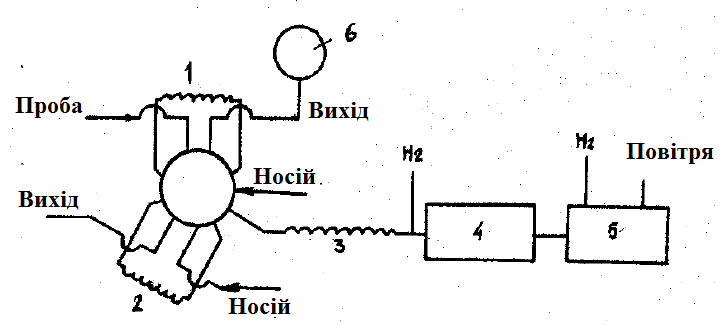 6
1
Проба
Вихід
H2
H2
Повітря
Носій
Вихід
3
4
5
2
Носій